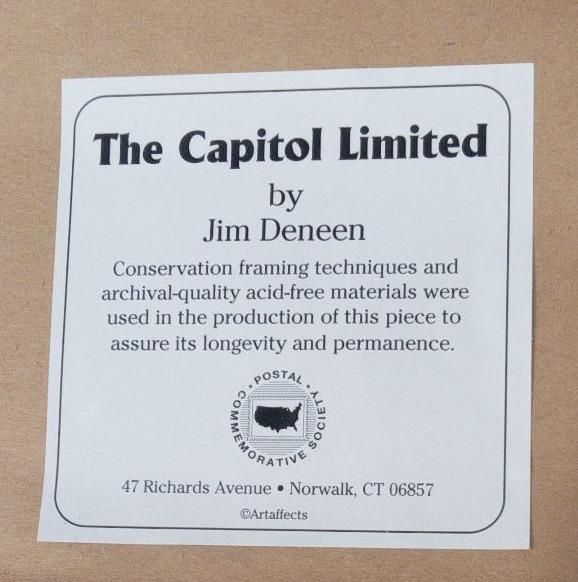 The Capitol Limited
by
Jim Deneen
Conservation framing techniques and
archival-quality acid-free materials were
used in the production of this piece to
assure its longevity and permanence.
POSTAL
COMMEMORATIVE SOCIETY
47 Richards Avenue • Norwalk, CT 06857
©Artaffects